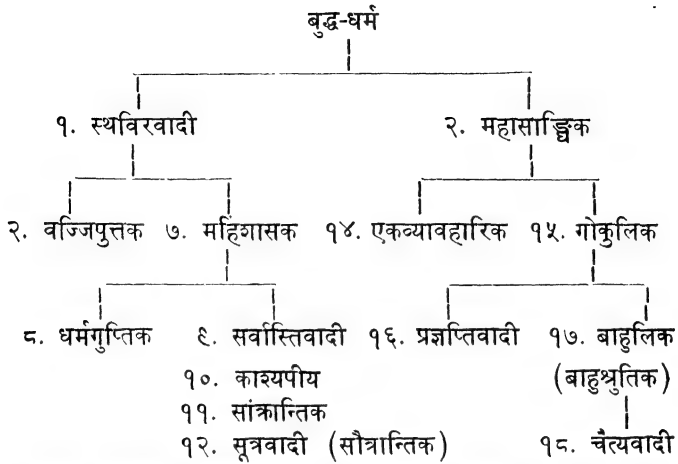 बुद्ध-धर्म
१. स्थविरवादी २. महासाङ्घिक
२. वज्जिपुत्तक ७. महिंशासक १४. एकव्यावहारिक १५. गोकुलिक
८. धर्मगुप्तिक ९. सर्वास्तिवादी १६. प्रज्ञप्तिवादी १७. बाहुलिक
१०. काश्यपीय (बाहुश्रुतिक)
११. सांक्रान्तिक
१२. सूत्रवादी (सौत्रान्तिक) १८. चैत्यवादी